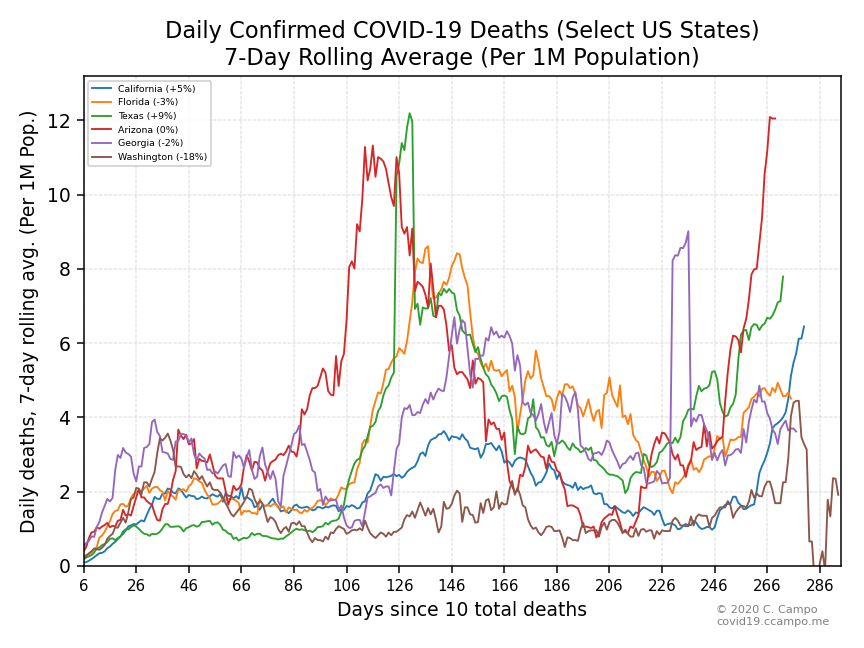 Daily Confirmed COVID-19 Deaths (Select US States)
7-Day Rolling Average (Per 1M Population)
California (+5%)
Florida (-3%)
Texas (+9%)
Arizona (0%)
Georgia (-2%)
Washington (-18%)
Daily deaths, 7-day rolling avg. (Per 1M Pop.)
12
10
8
6
4
2
0
6 26 46 66 86 106 126 146 166 186 206 226 246 266 286
Days since 10 total deaths
© 2020 C. Campo
covid19.ccampo.me